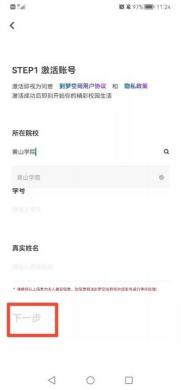 97% 11:24
STEP1 激活账号
激活即视为同意 到梦空间用户协议 和 隐私政策
激活成功后即刻开始你的精彩校园生活
所在院校
黄山学院
黄山学院
学号
真实姓名
下一步